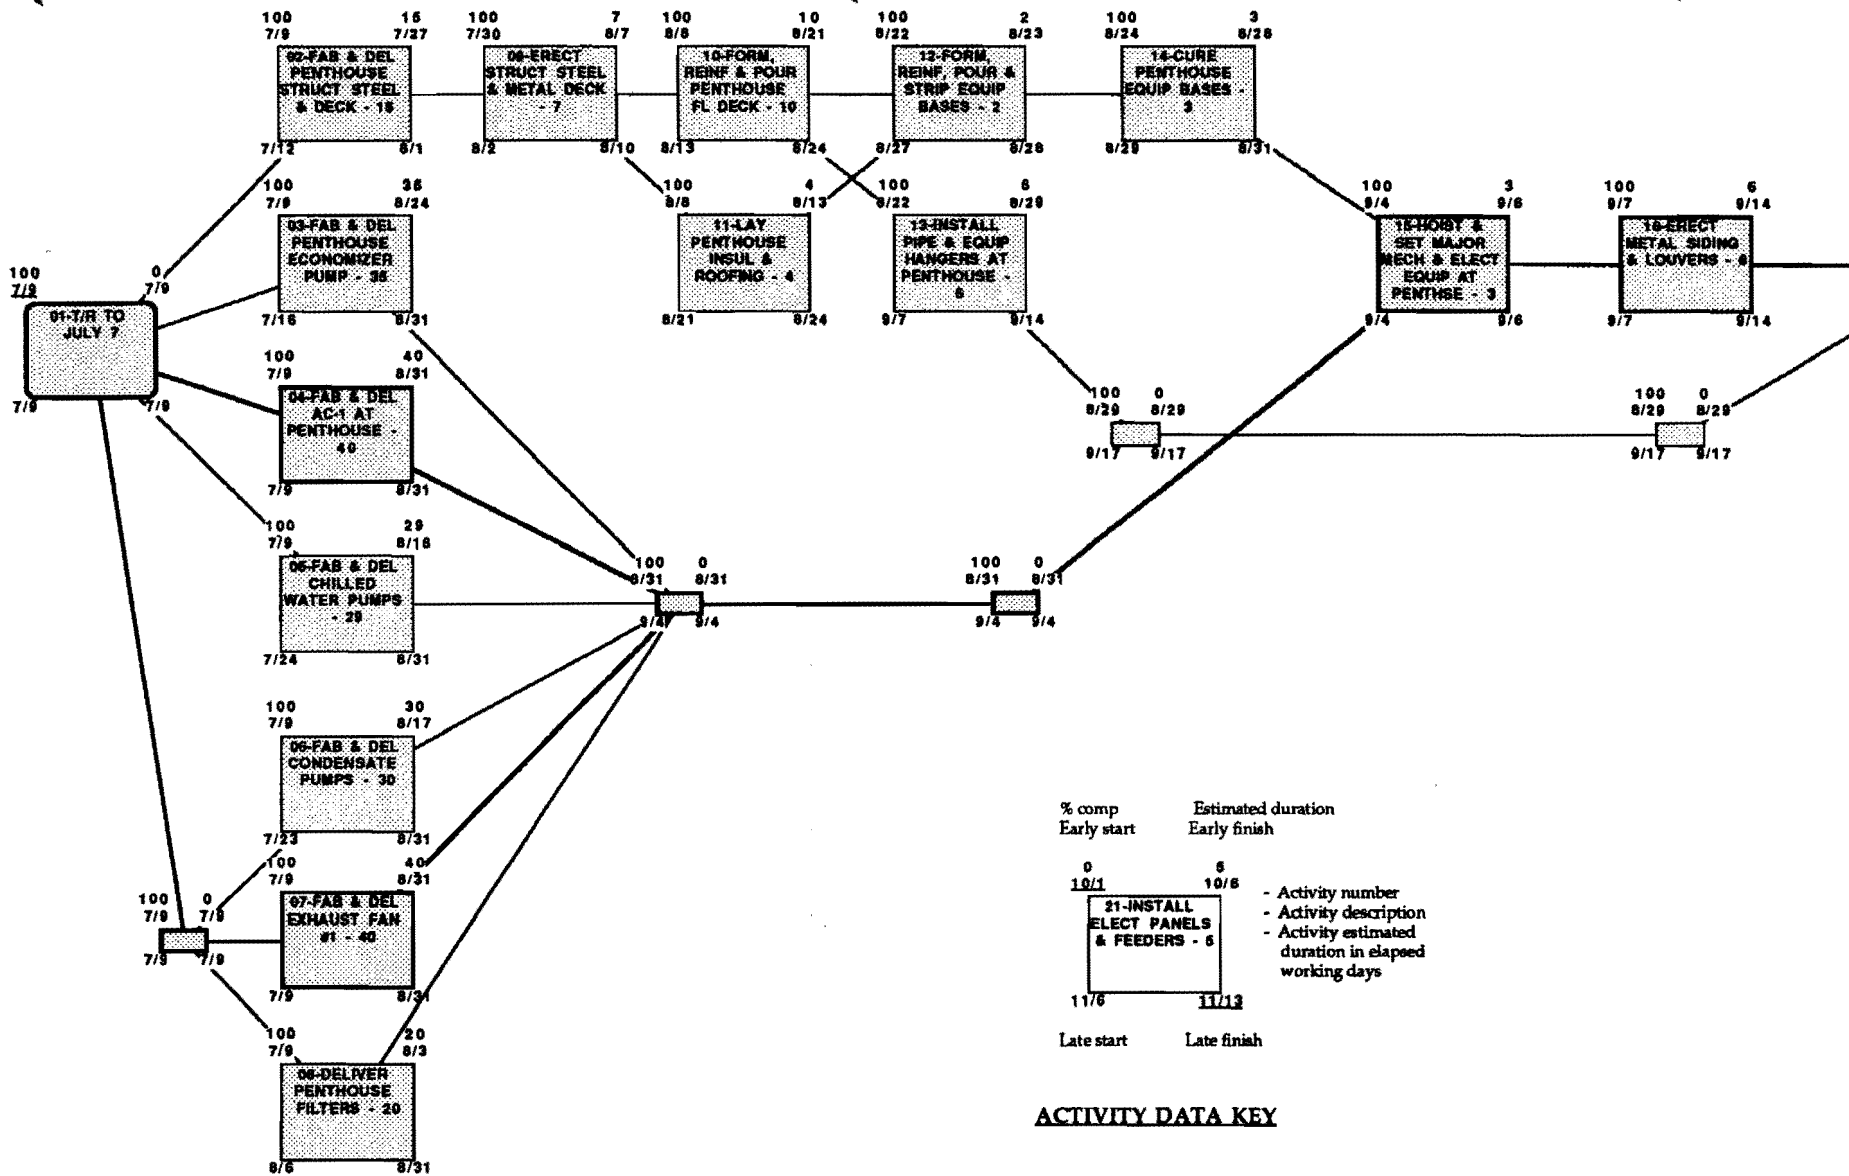 100 15
7/9 7/27
02-FAB & DEL
PENTHOUSE
STRUCT STEEL
& DECK - 15
7/12 8/1
100 7
7/30 8/7
09-ERECT
STRUCT STEEL
& METAL DECK
- 7
8/2 8/10
100 10
8/8 8/21
10-FORM,
REINF & POUR
PENTHOUSE
FL DECK - 10
8/13 8/24
100 2
8/22 8/23
12-FORM,
REINF, POUR &
STRIP EQUIP
BASES - 2
8/27 8/28
100 3
8/24 8/28
14-CURE
PENTHOUSE
EQUIP BASES -
3
8/29 8/31
100 35
7/9 8/24
03-FAB & DEL
PENTHOUSE
ECONOMIZER
PUMP - 35
7/16 8/31
100 4
8/8 8/13
11-LAY
PENTHOUSE
INSUL &
ROOFING - 4
8/21 8/24
100 6
8/22 8/29
13-INSTALL
PIPE & EQUIP
HANGERS AT
PENTHOUSE -
6
9/7 9/14
100 3
9/4 9/6
15-HOIST &
SET MAJOR
MECH & ELECT
EQUIP AT
PENTHSE - 3
9/4 9/6
100 6
9/7 9/14
16-ERECT
METAL SIDING
& LOUVERS - 6
9/7 9/14
100 0
7/9 7/9
01-T/R TO
JULY 7
7/9 7/9
100 40
7/9 8/31
04-FAB & DEL
AC-1 AT
PENTHOUSE -
40
7/9 8/31
100 0
8/29 8/29
9/17 9/17
100 0
8/29 8/29
9/17 9/17
100 29
7/9 8/16
05-FAB & DEL
CHILLED
WATER PUMPS
- 29
7/24 8/31
100 0
8/31 8/31
9/4 9/4
100 0
8/31 8/31
9/4 9/4
100 30
7/9 8/17
06-FAB & DEL
CONDENSATE
PUMPS - 30
7/23 8/31
100 40
7/9 8/31
07-FAB & DEL
EXHAUST FAN
#1 - 40
7/9 8/31
100 0
7/9 7/9
7/9 7/9
100 20
7/9 8/3
08-DELIVER
PENTHOUSE
FILTERS - 20
8/6 8/31
% comp Estimated duration
Early start Early finish
0 5
10/1 10/8
21-INSTALL
ELECT PANELS
& FEEDERS - 5
11/6 11/13
- Activity number
- Activity description
- Activity estimated
duration in elapsed
working days
Late start Late finish
ACTIVITY DATA KEY